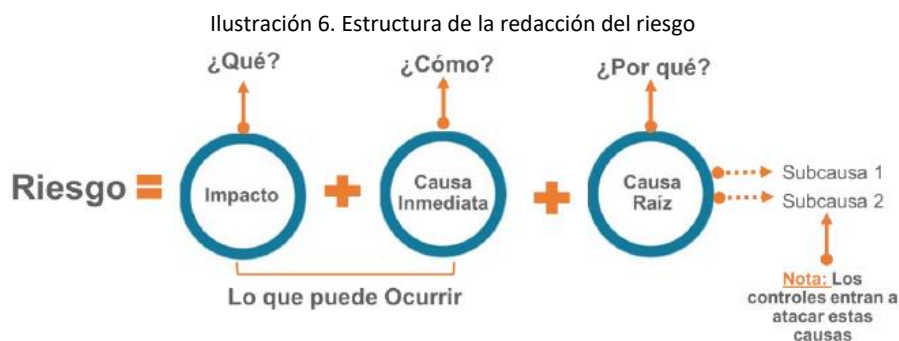 Ilustración 6. Estructura de la redacción del riesgo
¿Qué?
¿Cómo?
¿Por qué?
Riesgo =
Impacto
+
Causa
Inmediata
+
Causa
Raíz
Subcausa 1
Subcausa 2
Lo que puede Ocurrir
Nota: Los
controles entran a
atacar estas
causas